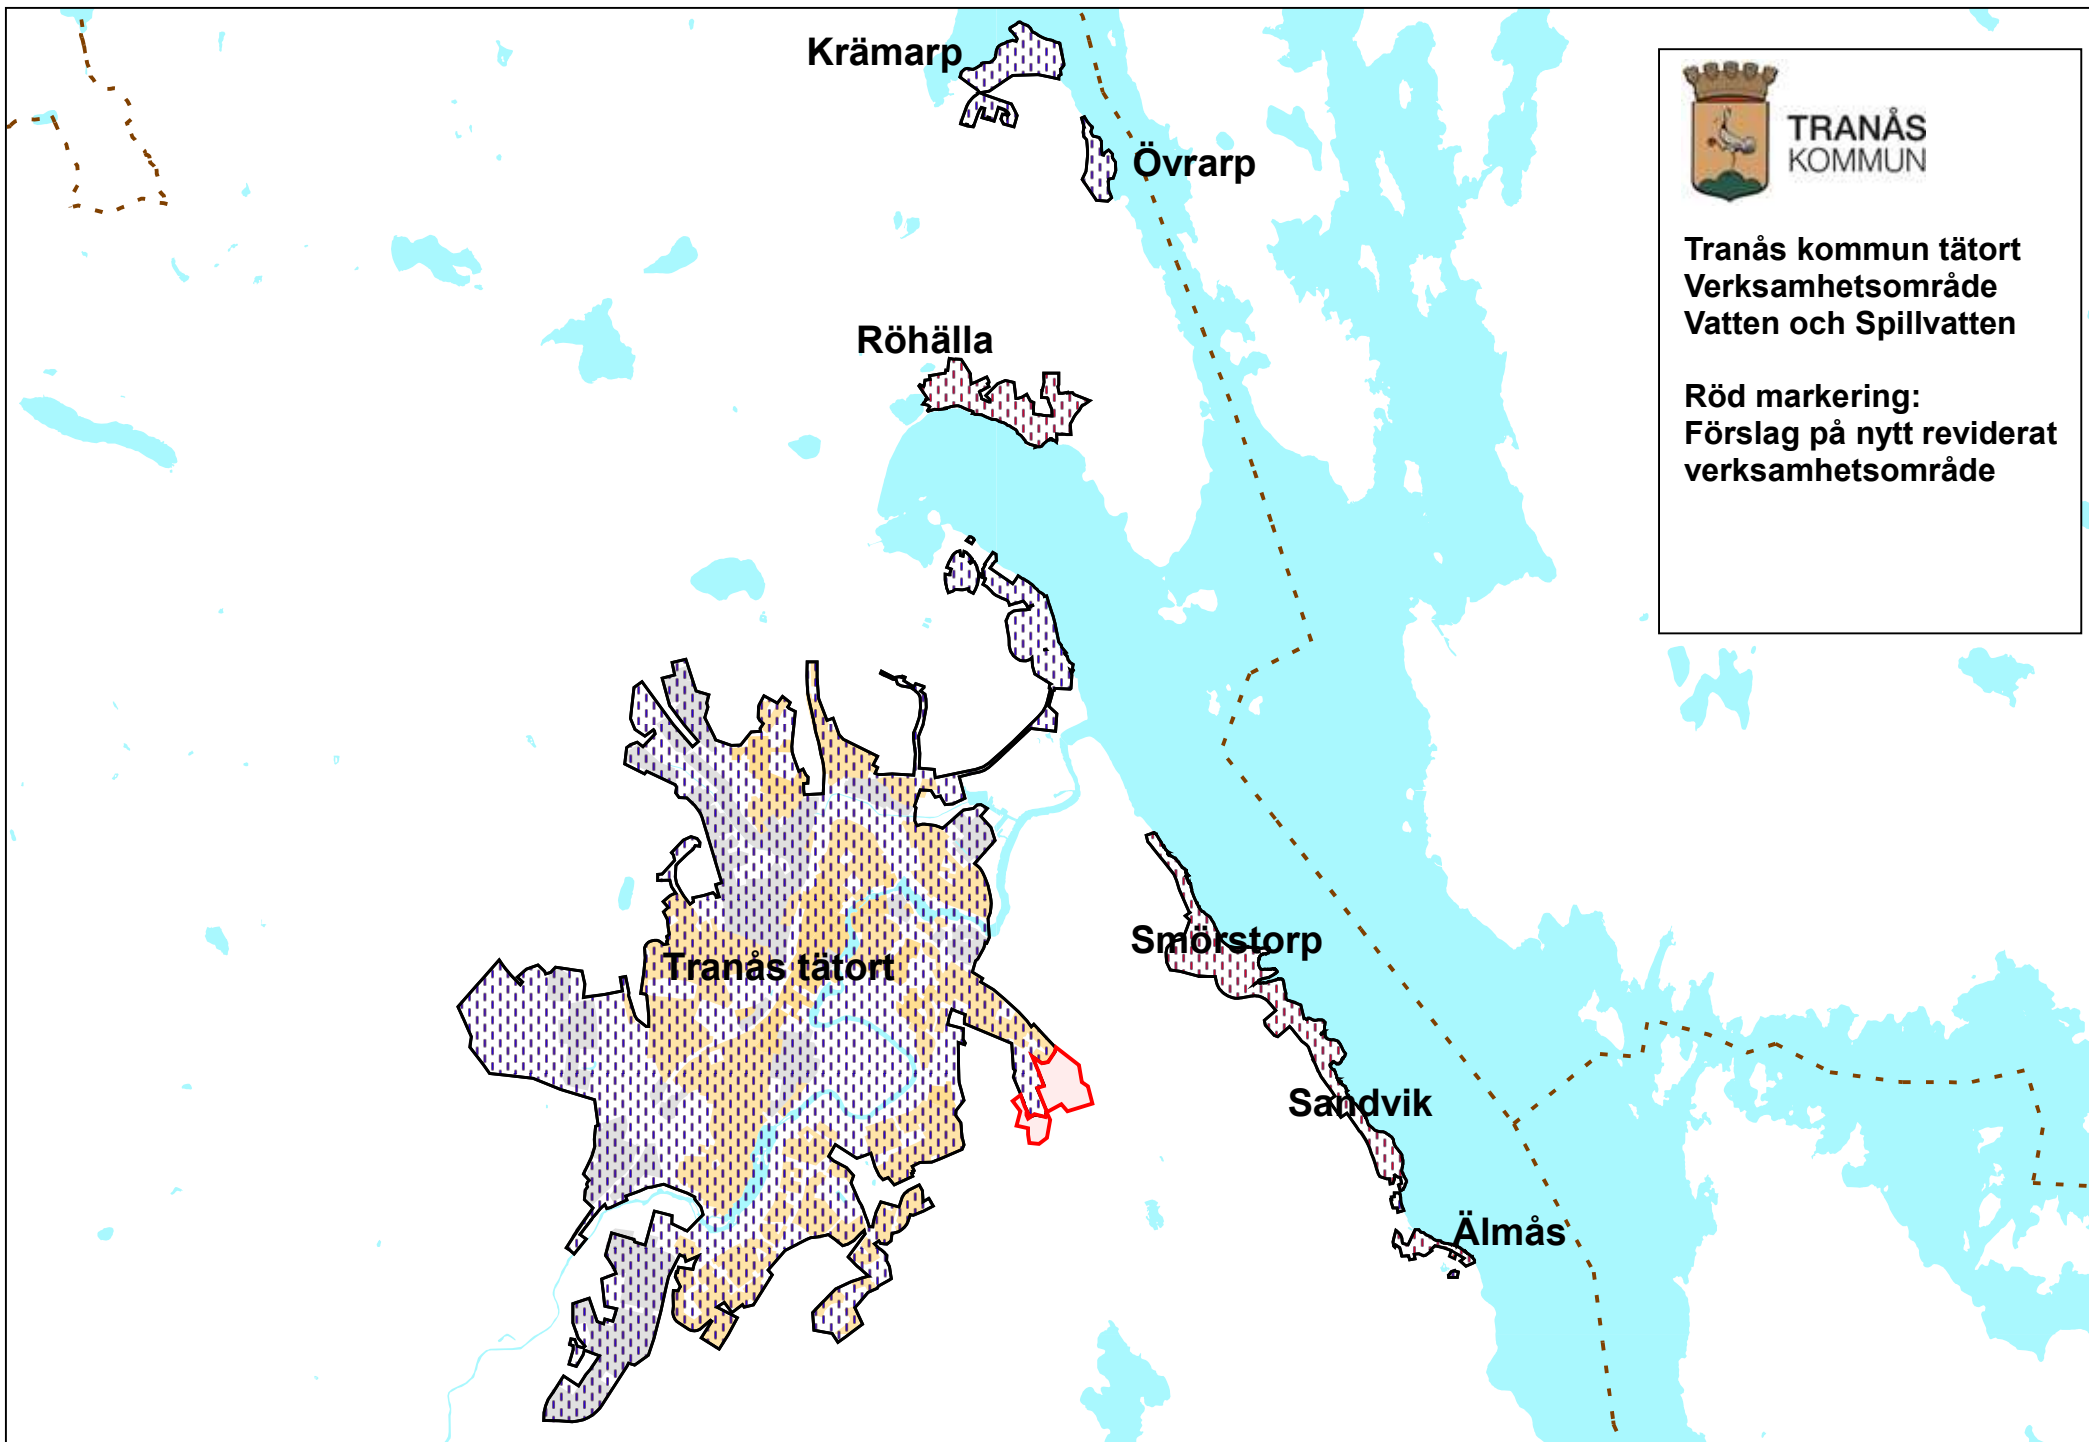 Krämarp
Övrarp
Röhälla
Tranås tätort
Smörstorp
Sandvik
Älmås
TRANÅS
KOMMUN
Tranås kommun tätort
Verksamhetsområde
Vatten och Spillvatten
Röd markering:
Förslag på nytt reviderat
verksamhetsområde